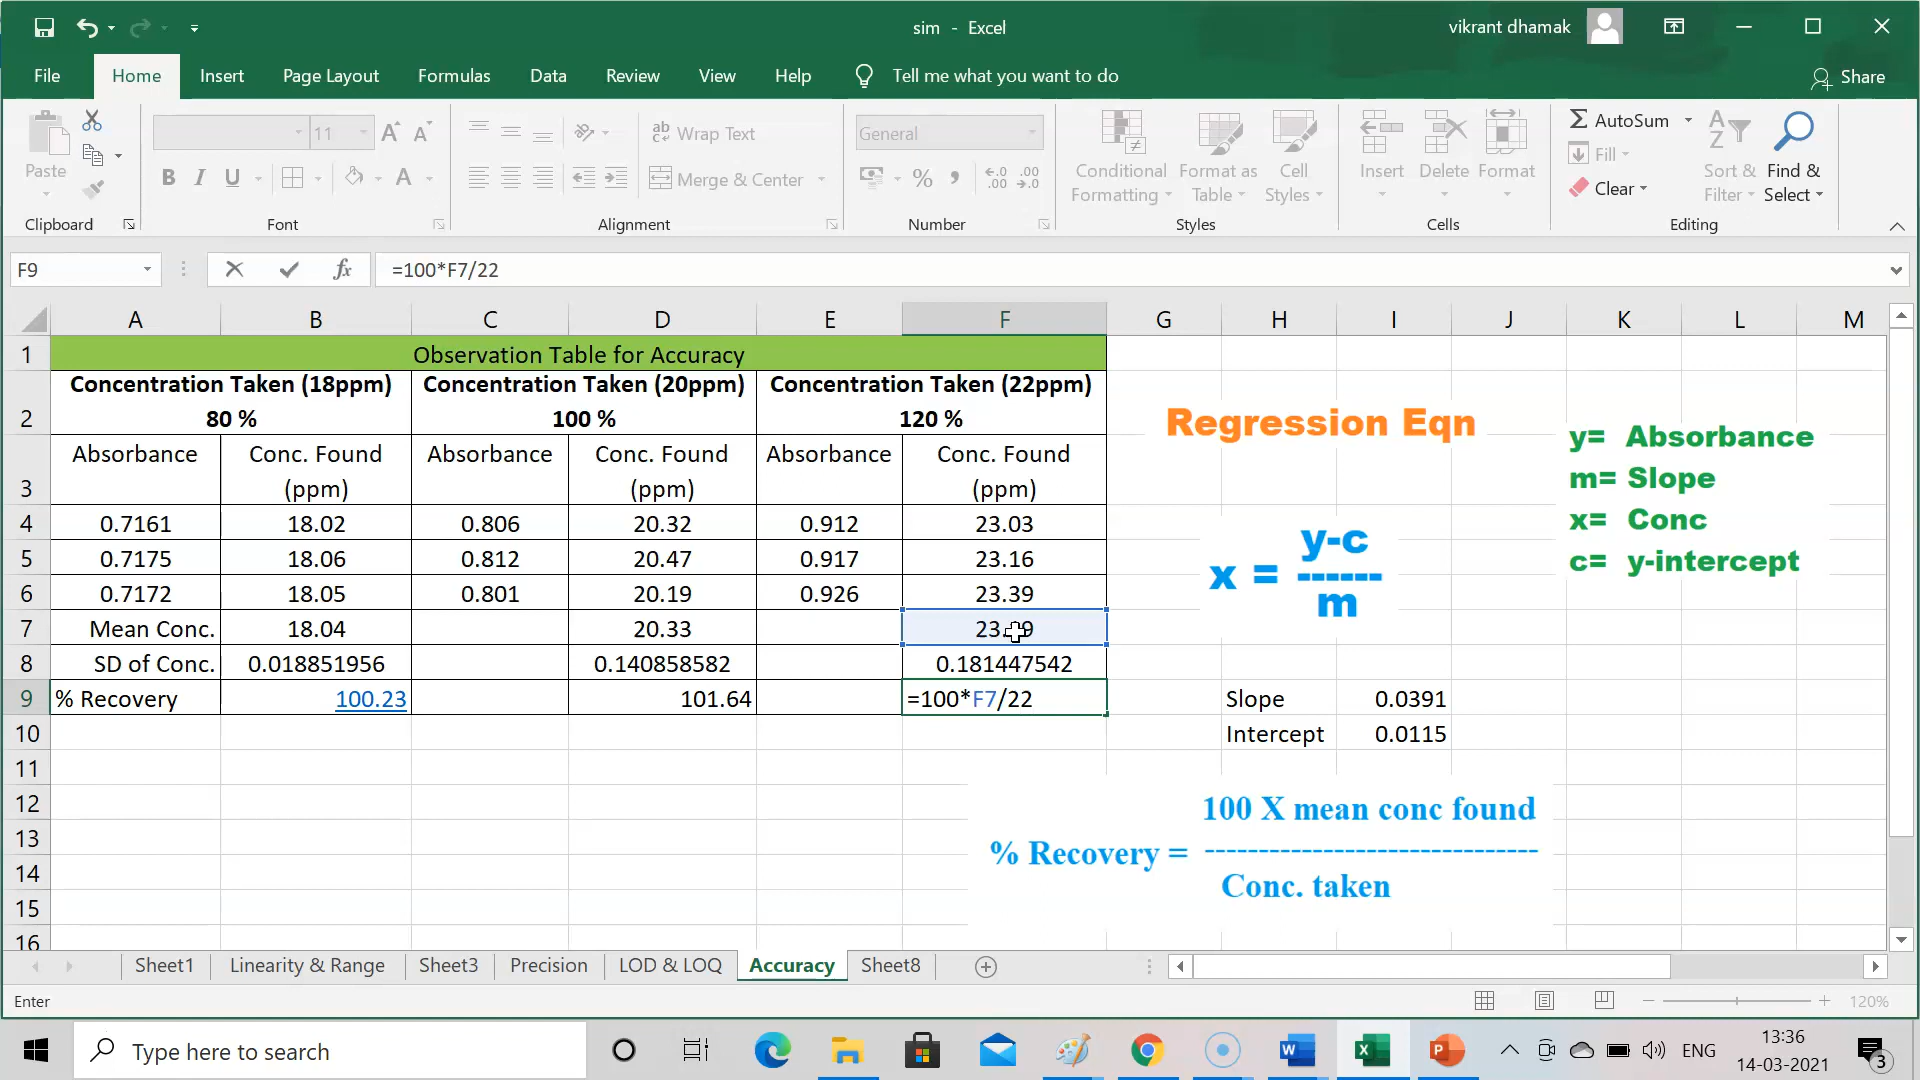 sim - Excel
vikrant dhamak
File Home Insert Page Layout Formulas Data Review View Help Tell me what you want to do Share
Paste
Clipboard
11
B I U
Font
Wrap Text
Merge & Center
Alignment
General
Number
Conditional Formatting
Format as Table
Cell Styles
Styles
Insert Delete Format
Cells
AutoSum
Fill
Clear
Sort & Filter
Find & Select
Editing
F9 fx =100*F7/22
A B C D E F G H I J K L M
1 Observation Table for Accuracy
Concentration Taken (18ppm) Concentration Taken (20ppm) Concentration Taken (22ppm)
2 80 % 100 % 120 %
Absorbance Conc. Found Absorbance Conc. Found Absorbance Conc. Found
3 (ppm) (ppm) (ppm)
4 0.7161 18.02 0.806 20.32 0.912 23.03
5 0.7175 18.06 0.812 20.47 0.917 23.16
6 0.7172 18.05 0.801 20.19 0.926 23.39
7 Mean Conc. 18.04 20.33
8 SD of Conc. 0.018851956 0.140858582 0.181447542
9 % Recovery 100.23 101.64 =100*F7/22 Slope 0.0391
10 Intercept 0.0115
11
12
13
14
15
16
Regression Eqn
x = y-c
------
m
y= Absorbance
m= Slope
x= Conc
c= y-intercept
100 X mean conc found
% Recovery = ------------------------------
Conc. taken
Sheet1 Linearity & Range Sheet3 Precision LOD & LOQ Accuracy Sheet8
Enter
120%
Type here to search
ENG
13:36
14-03-2021
3